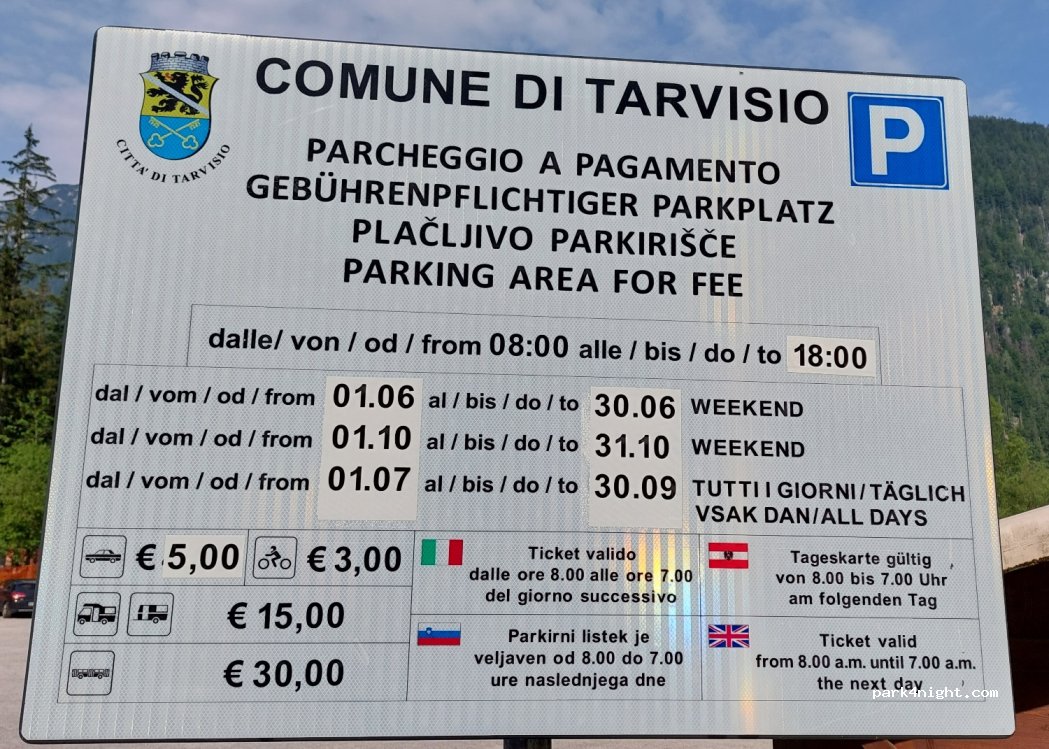 COMUNE DI TARVISIO
P
CITTA' DI TARVISIO
PARCHEGGIO A PAGAMENTO
GEBÜHRENPFLICHTIGER PARKPLATZ
PLAČLJIVO PARKIRIŠČE
PARKING AREA FOR FEE
dalle/ von / od / from 08:00 alle / bis / do / to 18:00
dal / vom / od / from 01.06 al / bis / do / to 30.06 WEEKEND
dal / vom / od / from 01.10 al / bis / do / to 31.10 WEEKEND
dal / vom / od / from 01.07 al / bis / do / to 30.09 TUTTI I GIORNI / TÄGLICH
VSAK DAN/ALL DAYS
€ 5,00 € 3,00
€ 15,00
€ 30,00
Ticket valido
dalle ore 8.00 alle ore 7.00
del giorno successivo
Tageskarte gültig
von 8.00 bis 7.00 Uhr
am folgenden Tag
Parkirni listek je
veljaven od 8.00 do 7.00
ure naslednjega dne
Ticket valid
from 8.00 a.m. until 7.00 a.m.
the next day
park4night.com